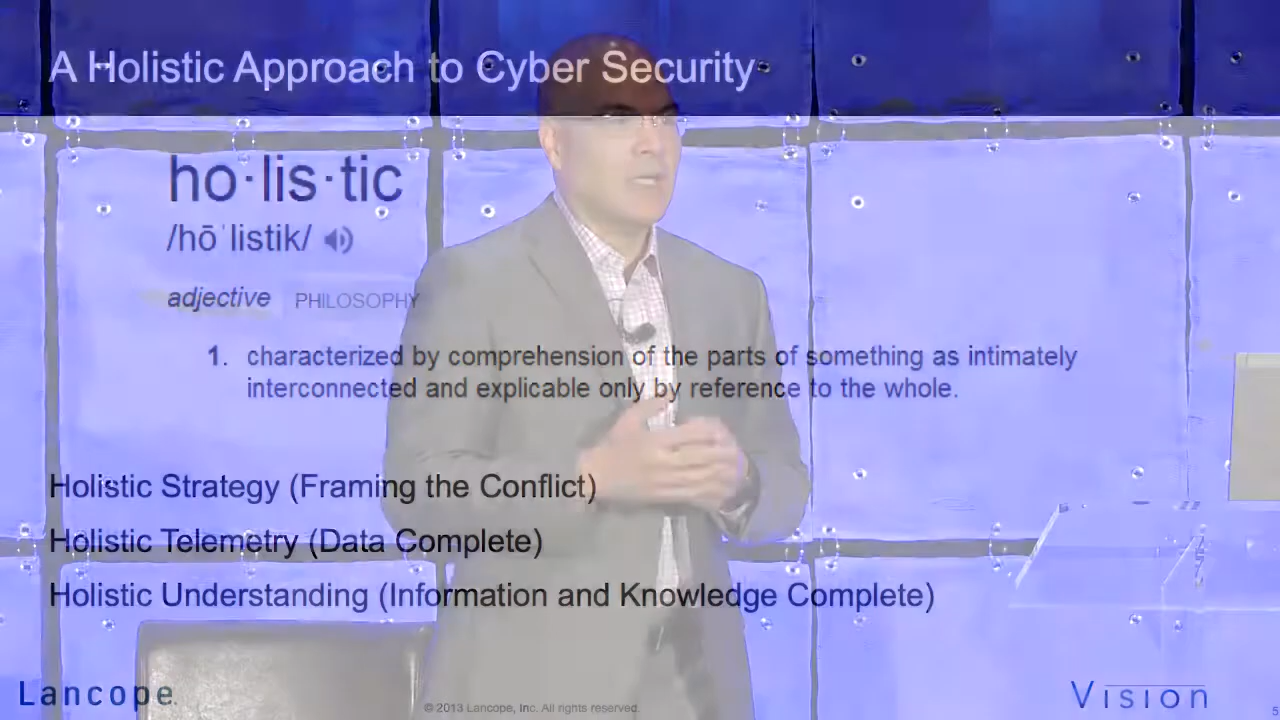 A Holistic Approach to Cyber Security
ho·lis·tic
/hōˈlistik/
adjective PHILOSOPHY
1. characterized by comprehension of the parts of something as intimately
interconnected and explicable only by reference to the whole.
Holistic Strategy (Framing the Conflict)
Holistic Telemetry (Data Complete)
Holistic Understanding (Information and Knowledge Complete)
Lancope
© 2013 Lancope, Inc. All rights reserved.
Vision
5